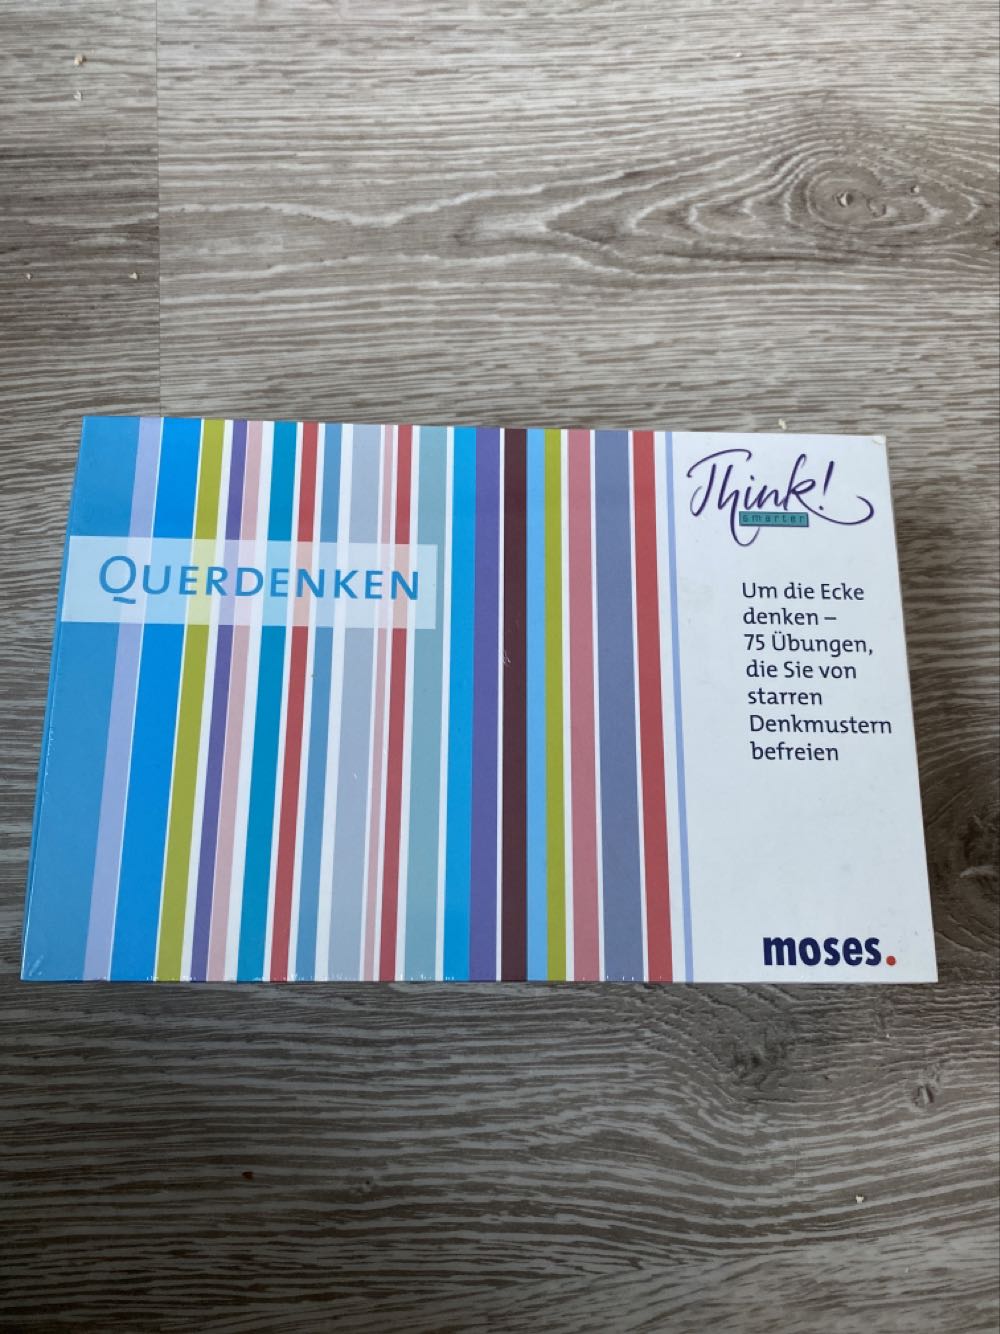 Think!
smarter
QUERDENKEN
Um die Ecke
denken –
75 Übungen,
die Sie von
starren
Denkmustern
befreien
moses.